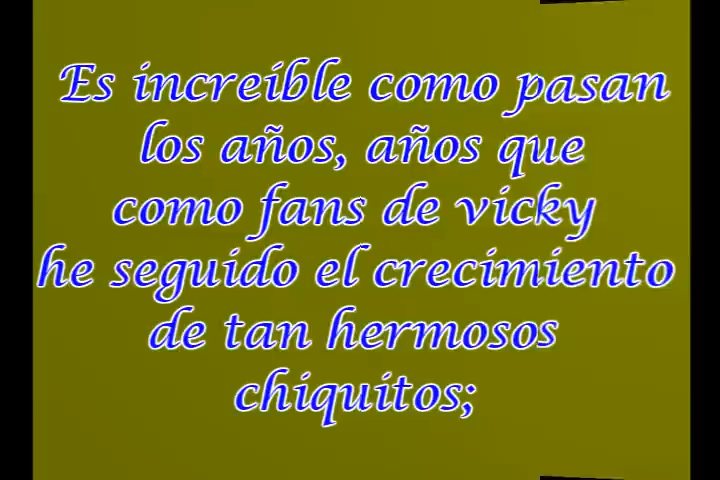 Es increíble como pasan
los años, años que
como fans de vicky
he seguido el crecimiento
de tan hermosos
chiquitos;